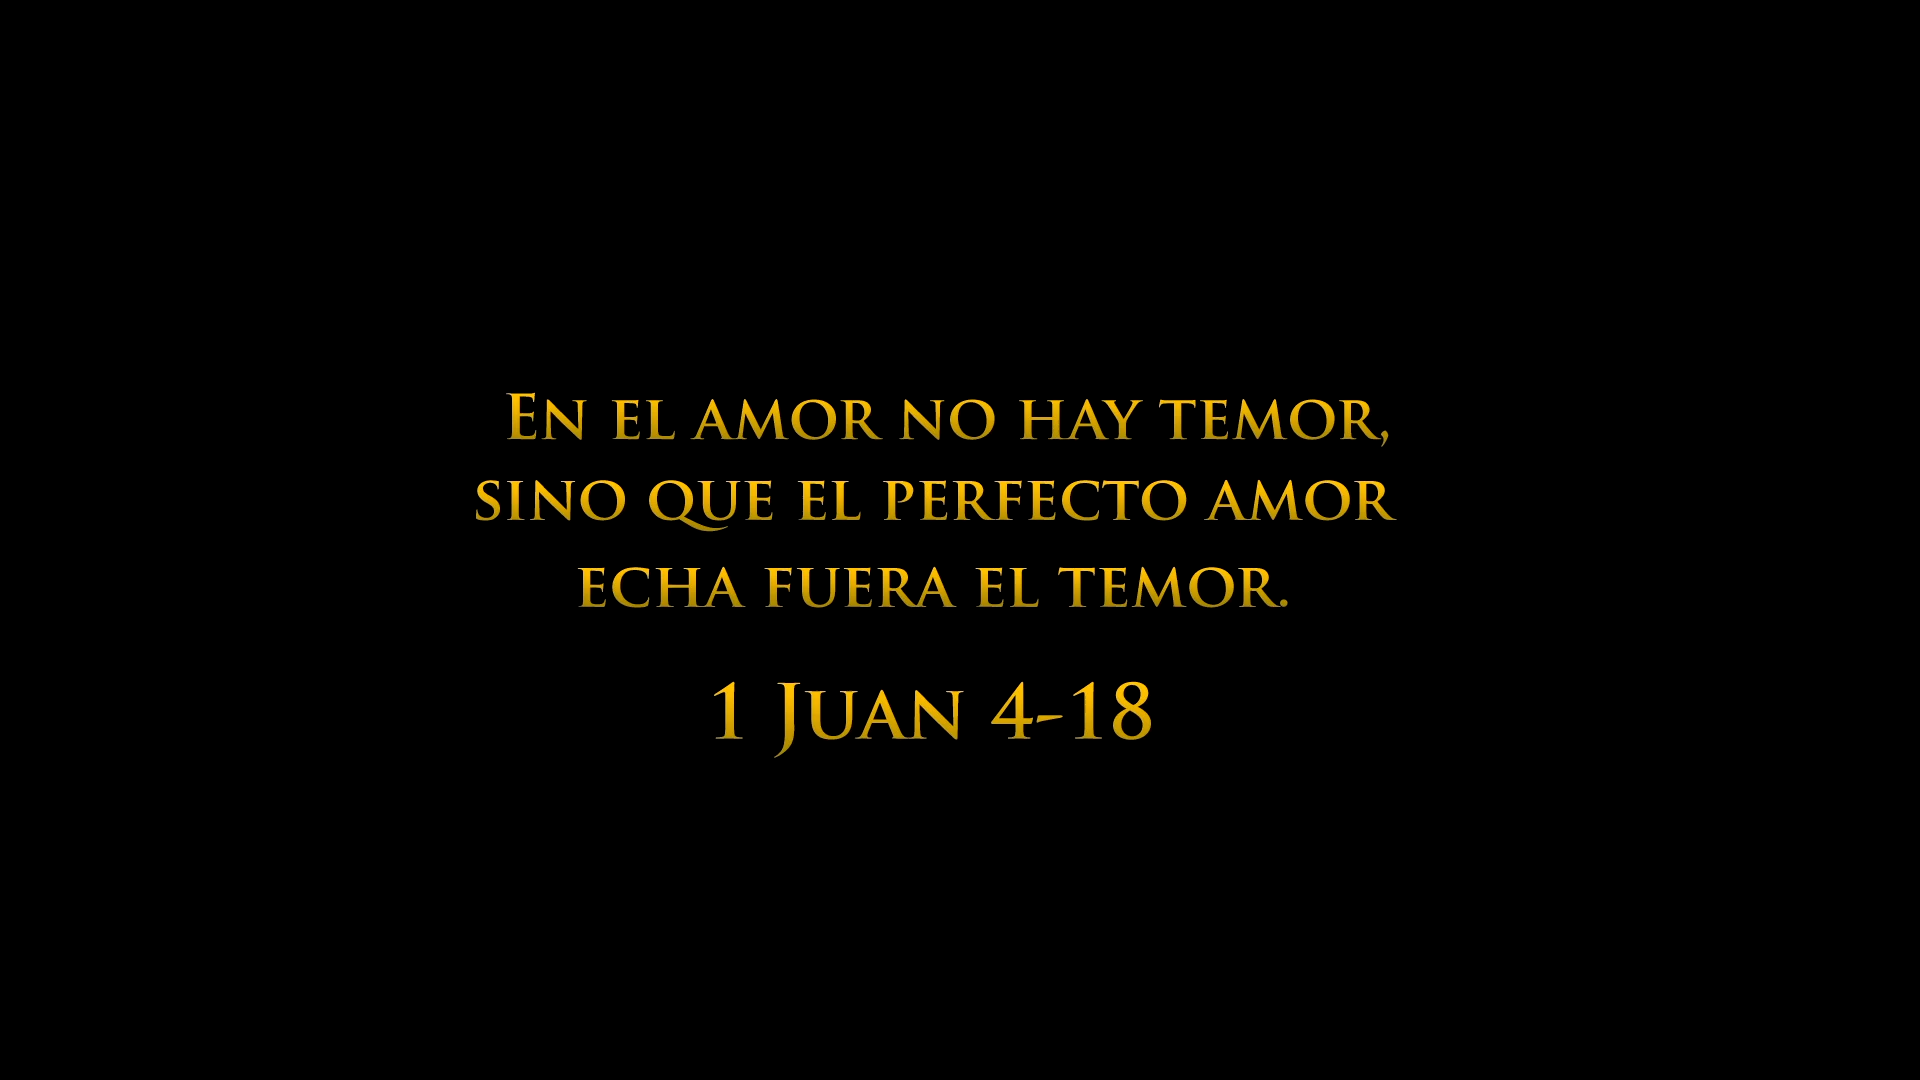 En el amor no hay temor,
sino que el perfecto amor
echa fuera el temor.
1 Juan 4-18